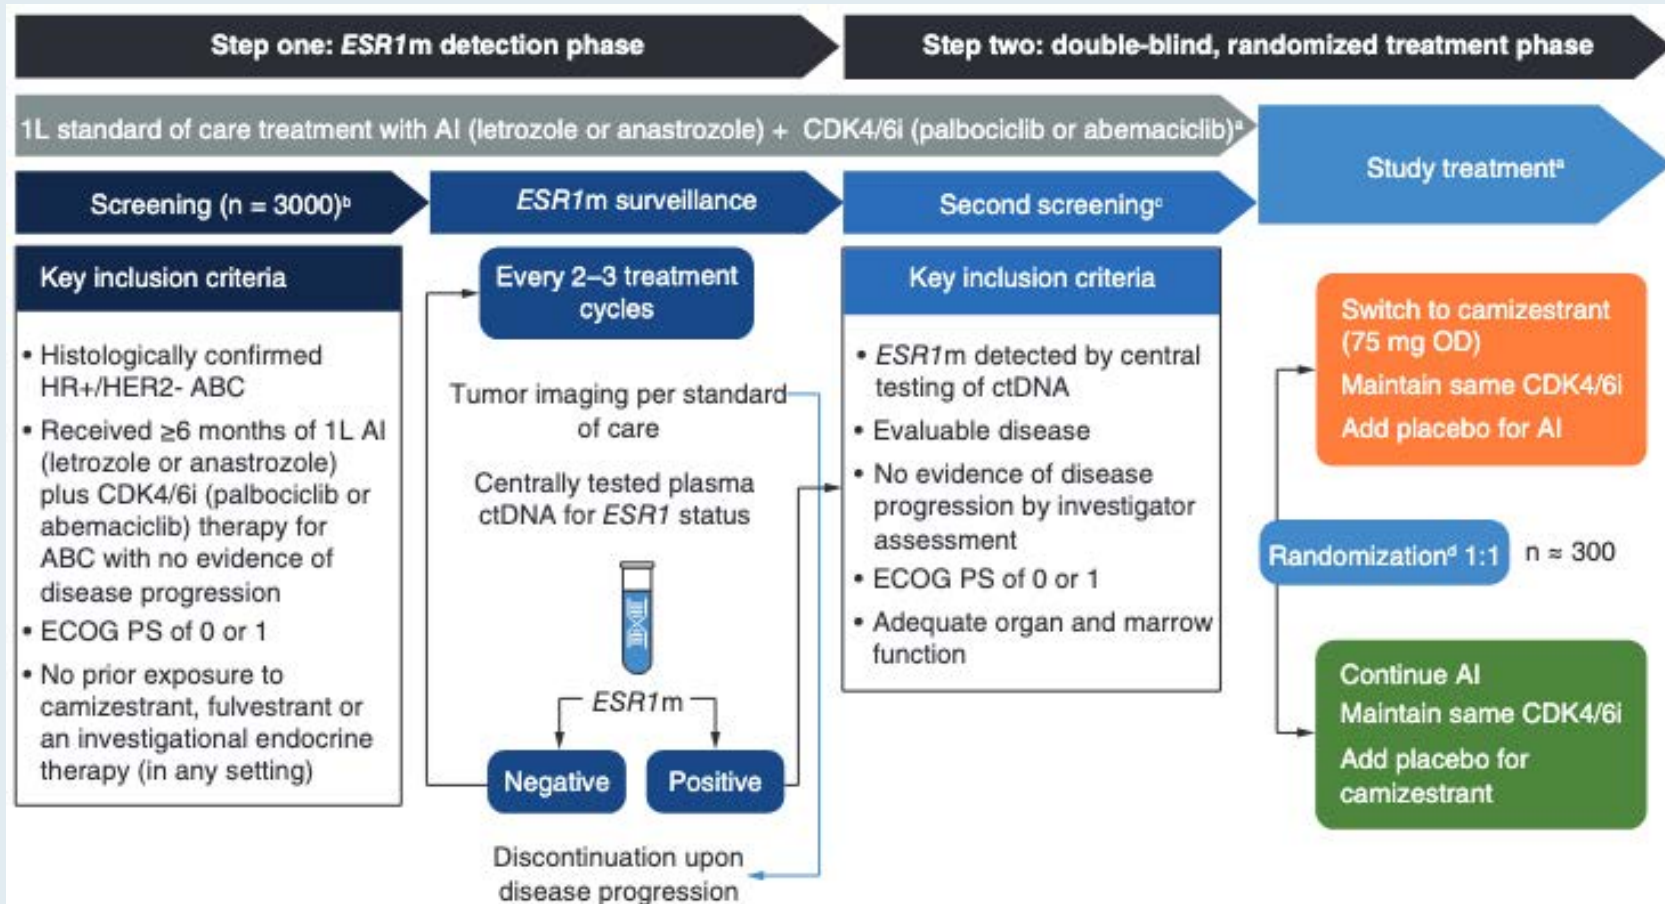 Step one: ESR1m detection phase
Step two: double-blind, randomized treatment phase
1L standard of care treatment with AI (letrozole or anastrozole) + CDK4/6i (palbociclib or abemaciclib)ᵃ
Study treatmentᵃ
Screening (n = 3000)ᵇ
ESR1m surveillance
Second screeningᶜ
Key inclusion criteria
• Histologically confirmed
HR+/HER2- ABC
• Received ≥6 months of 1L AI
(letrozole or anastrozole)
plus CDK4/6i (palbociclib or
abemaciclib) therapy for
ABC with no evidence of
disease progression
• ECOG PS of 0 or 1
• No prior exposure to
camizestrant, fulvestrant or
an investigational endocrine
therapy (in any setting)
Every 2–3 treatment
cycles
Tumor imaging per standard
of care
Centrally tested plasma
ctDNA for ESR1 status
ESR1m
Negative
Positive
Discontinuation upon
disease progression
Key inclusion criteria
• ESR1m detected by central
testing of ctDNA
• Evaluable disease
• No evidence of disease
progression by investigator
assessment
• ECOG PS of 0 or 1
• Adequate organ and marrow
function
Switch to camizestrant
(75 mg OD)
Maintain same CDK4/6i
Add placebo for AI
Randomizationᵈ 1:1
n ≈ 300
Continue AI
Maintain same CDK4/6i
Add placebo for
camizestrant